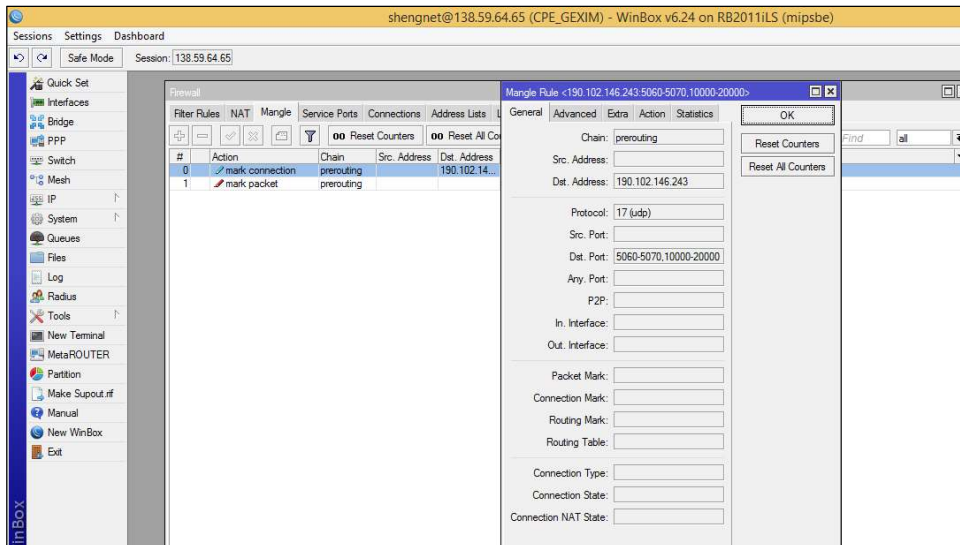 shengnet@138.59.64.65 (CPE_GEXIM) - WinBox v6.24 on RB2011iLS (mipsbe)
Sessions Settings Dashboard
Safe Mode Session: 138.59.64.65
Quick Set
Interfaces
Bridge
PPP
Switch
Mesh
IP
System
Queues
Files
Log
Radius
Tools
New Terminal
MetaROUTER
Partition
Make Supout.rif
Manual
New WinBox
Exit
inBox
Firewall
Filter Rules NAT Mangle Service Ports Connections Address Lists L
00 Reset Counters 00 Reset All Co
Find all
# Action Chain Src. Address Dst. Address
0 mark connection prerouting 190.102.14...
1 mark packet prerouting
Mangle Rule <190.102.146.243:5060-5070,10000-20000>
General Advanced Extra Action Statistics
Chain: prerouting
Src. Address:
Dst. Address: 190.102.146.243
Protocol: 17 (udp)
Src. Port:
Dst. Port: 5060-5070,10000-20000
Any. Port:
P2P:
In. Interface:
Out. Interface:
Packet Mark:
Connection Mark:
Routing Mark:
Routing Table:
Connection Type:
Connection State:
Connection NAT State:
OK
Reset Counters
Reset All Counters